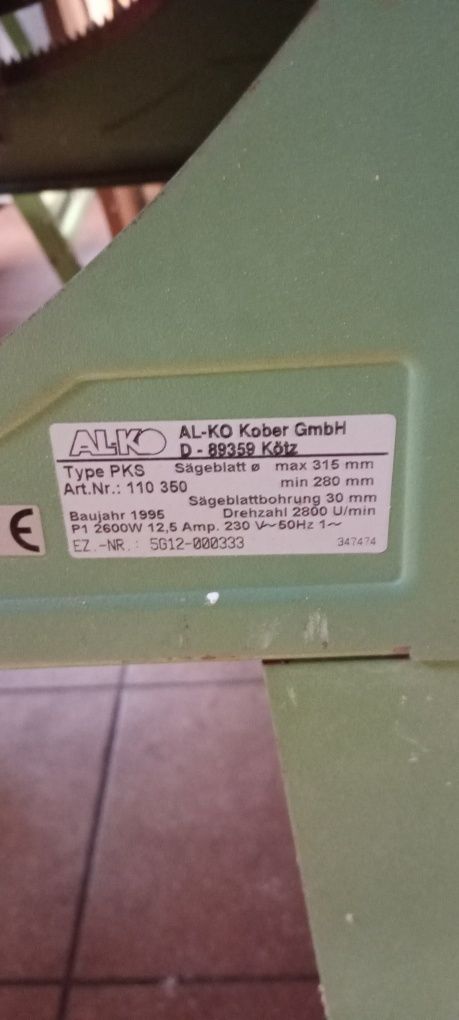 AL-KO AL-KO Kober GmbH
D - 89359 Kötz
Type PKS Sägeblatt ø max 315 mm
Art.Nr.: 110 350 min 280 mm
Sägeblattbohrung 30 mm
Baujahr 1995 Drehzahl 2800 U/min
P1 2600W 12,5 Amp. 230 V~50Hz 1~
EZ.-NR.: 5G12-000333 347474
CE